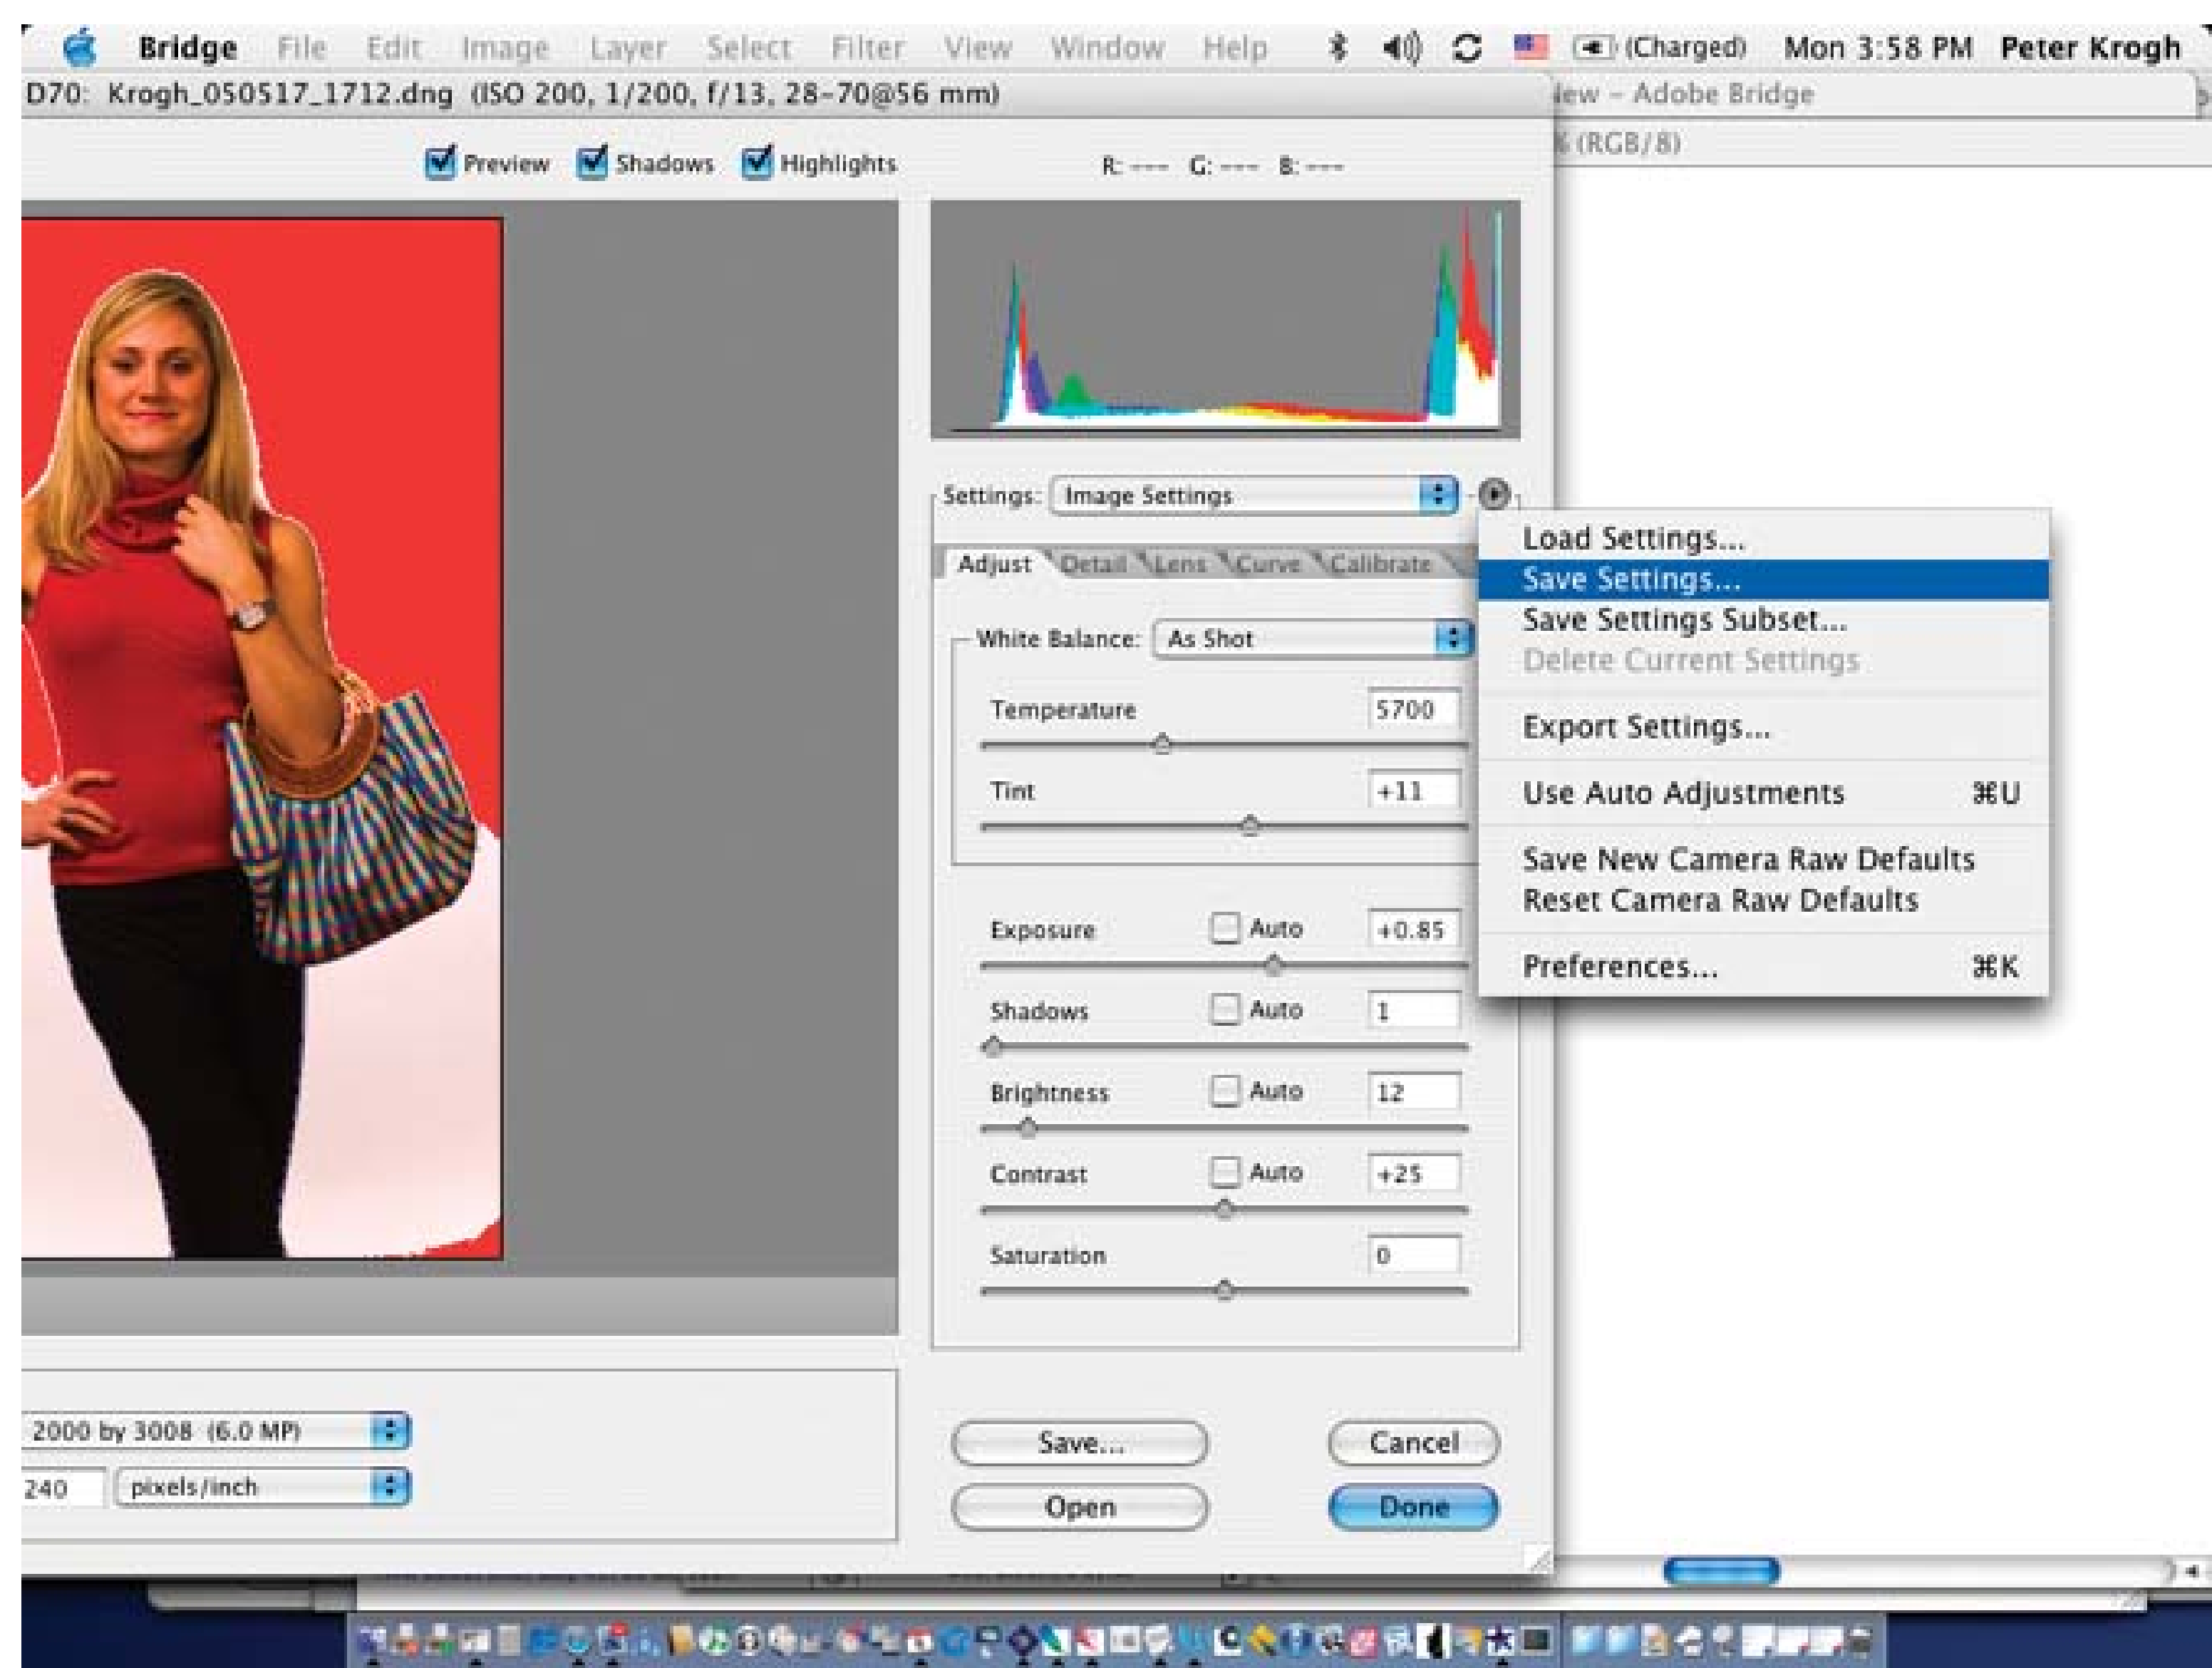 Bridge File Edit Image Layer Select Filter View Window Help (Charged) Mon 3:58 PM Peter Krogh
D70: Krogh_050517_1712.dng (ISO 200, 1/200, f/13, 28-70@56 mm)
iew - Adobe Bridge
% (RGB/8)
Preview Shadows Highlights R: --- G: --- B: ---
Settings: Image Settings
Adjust Detail Lens Curve Calibrate
Load Settings...
Save Settings...
Save Settings Subset...
Delete Current Settings
Export Settings...
Use Auto Adjustments ⌘U
Save New Camera Raw Defaults
Reset Camera Raw Defaults
Preferences... ⌘K
White Balance: As Shot
Temperature 5700
Tint +11
Exposure Auto +0.85
Shadows Auto 1
Brightness Auto 12
Contrast Auto +25
Saturation 0
2000 by 3008 (6.0 MP)
240 pixels/inch
Save... Cancel
Open Done